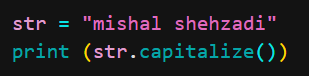 str = "mishal shehzadi"
print (str.capitalize())